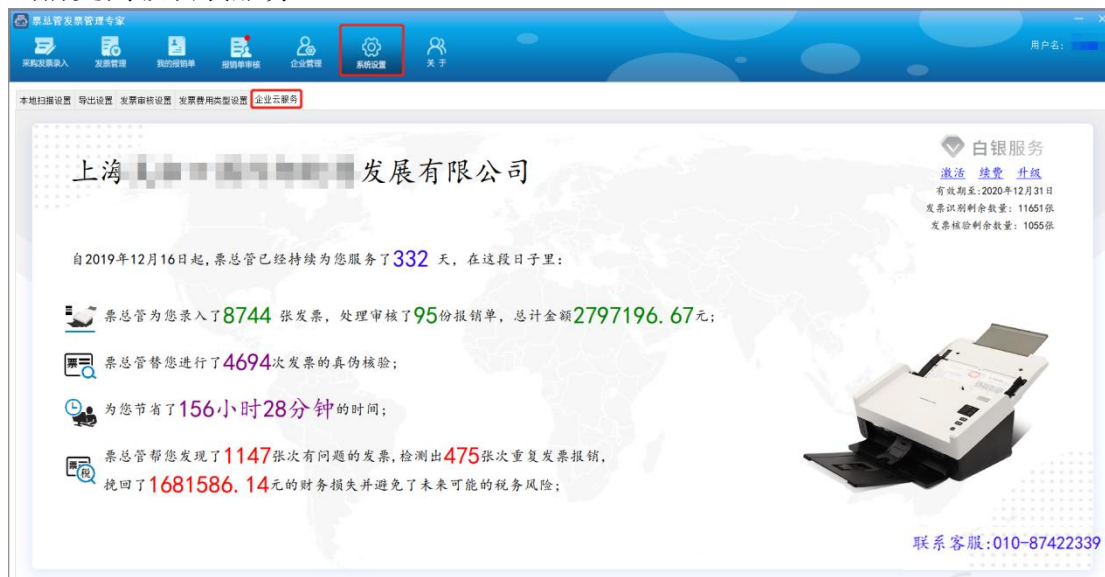 票总管发票管理专家
采购发票录入 发票管理 我的报销单 报销单审核 企业管理 系统设置 关于
用户名:
本地扫描设置 导出设置 发票审核设置 发票费用类型设置 企业云服务
上海 发展有限公司
白银服务
激活 续费 升级
有效期至:2020年12月31日
发票识别剩余数量: 11651张
发票核验剩余数量: 1055张
自2019年12月16日起,票总管已经持续为您服务了332 天, 在这段日子里:
票总管为您录入了8744 张发票, 处理审核了95份报销单, 总计金额2797196.67元;
票总管替您进行了4694次发票的真伪核验;
为您节省了156小时28分钟的时间;
票总管帮您发现了1147张次有问题的发票,检测出475张次重复发票报销,
挽回了1681586.14元的财务损失并避免了未来可能的税务风险;
联系客服:010-87422339